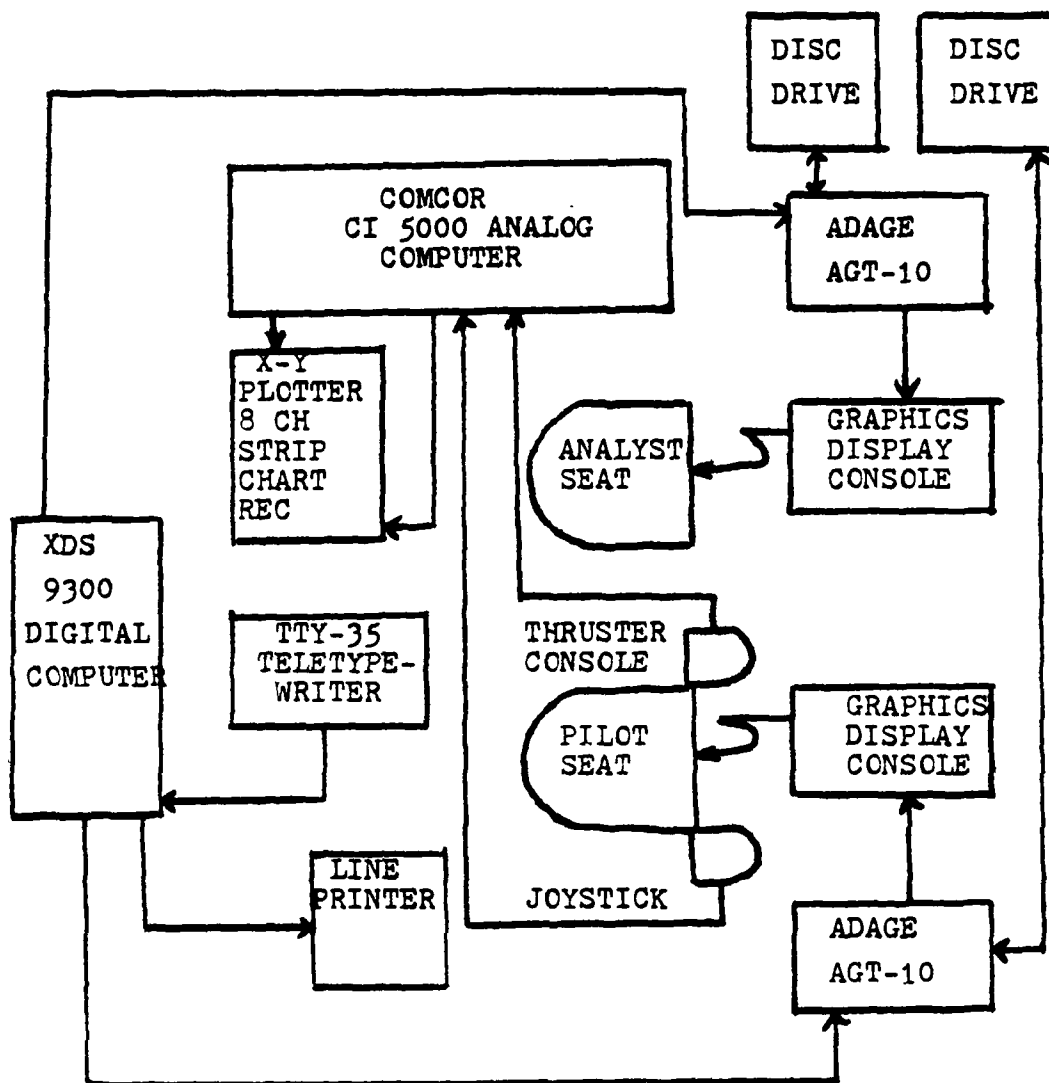 DISC
DRIVE
DISC
DRIVE
COMCOR
CI 5000 ANALOG
COMPUTER
ADAGE
AGT-10
X-Y
PLOTTER
8 CH
STRIP
CHART
REC
ANALYST
SEAT
GRAPHICS
DISPLAY
CONSOLE
XDS
9300
DIGITAL
COMPUTER
TTY-35
TELETYPE-
WRITER
THRUSTER
CONSOLE
PILOT
SEAT
GRAPHICS
DISPLAY
CONSOLE
LINE
PRINTER
JOYSTICK
ADAGE
AGT-10